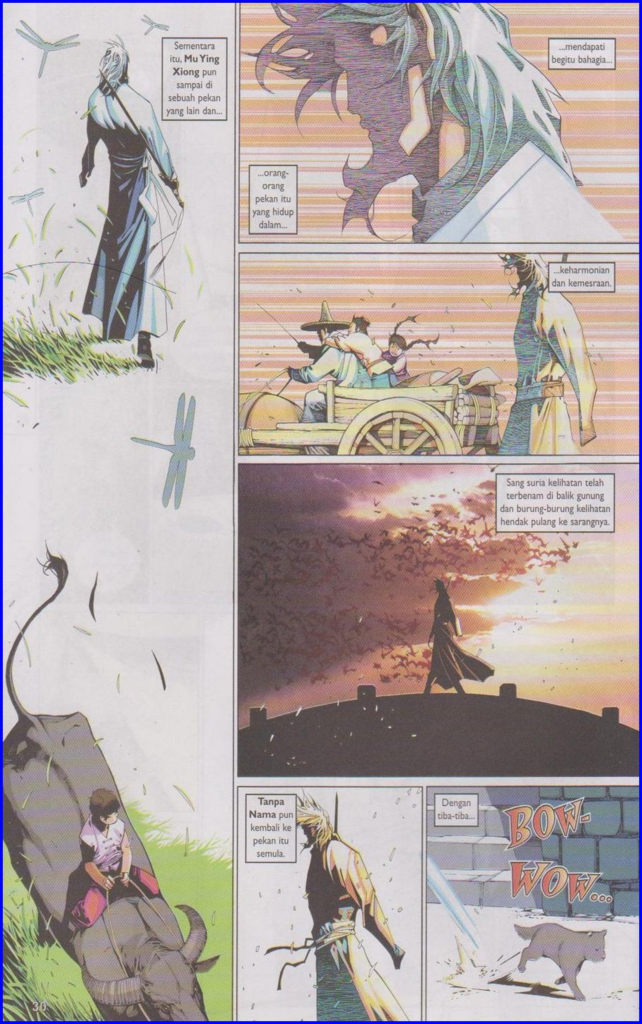 Sementara
itu, Mu Ying
Xiong pun
sampai di
sebuah pekan
yang lain dan...
...mendapati
begitu bahagia...
...orang-
orang
pekan itu
yang hidup
dalam...
...keharmonian
dan kemesraan.
Sang suria kelihatan telah
terbenam di balik gunung
dan burung-burung kelihatan
hendak pulang ke sarangnya.
Tanpa
Nama pun
kembali ke
pekan itu
semula.
Dengan
tiba-tiba...
BOW-
WOW...
30